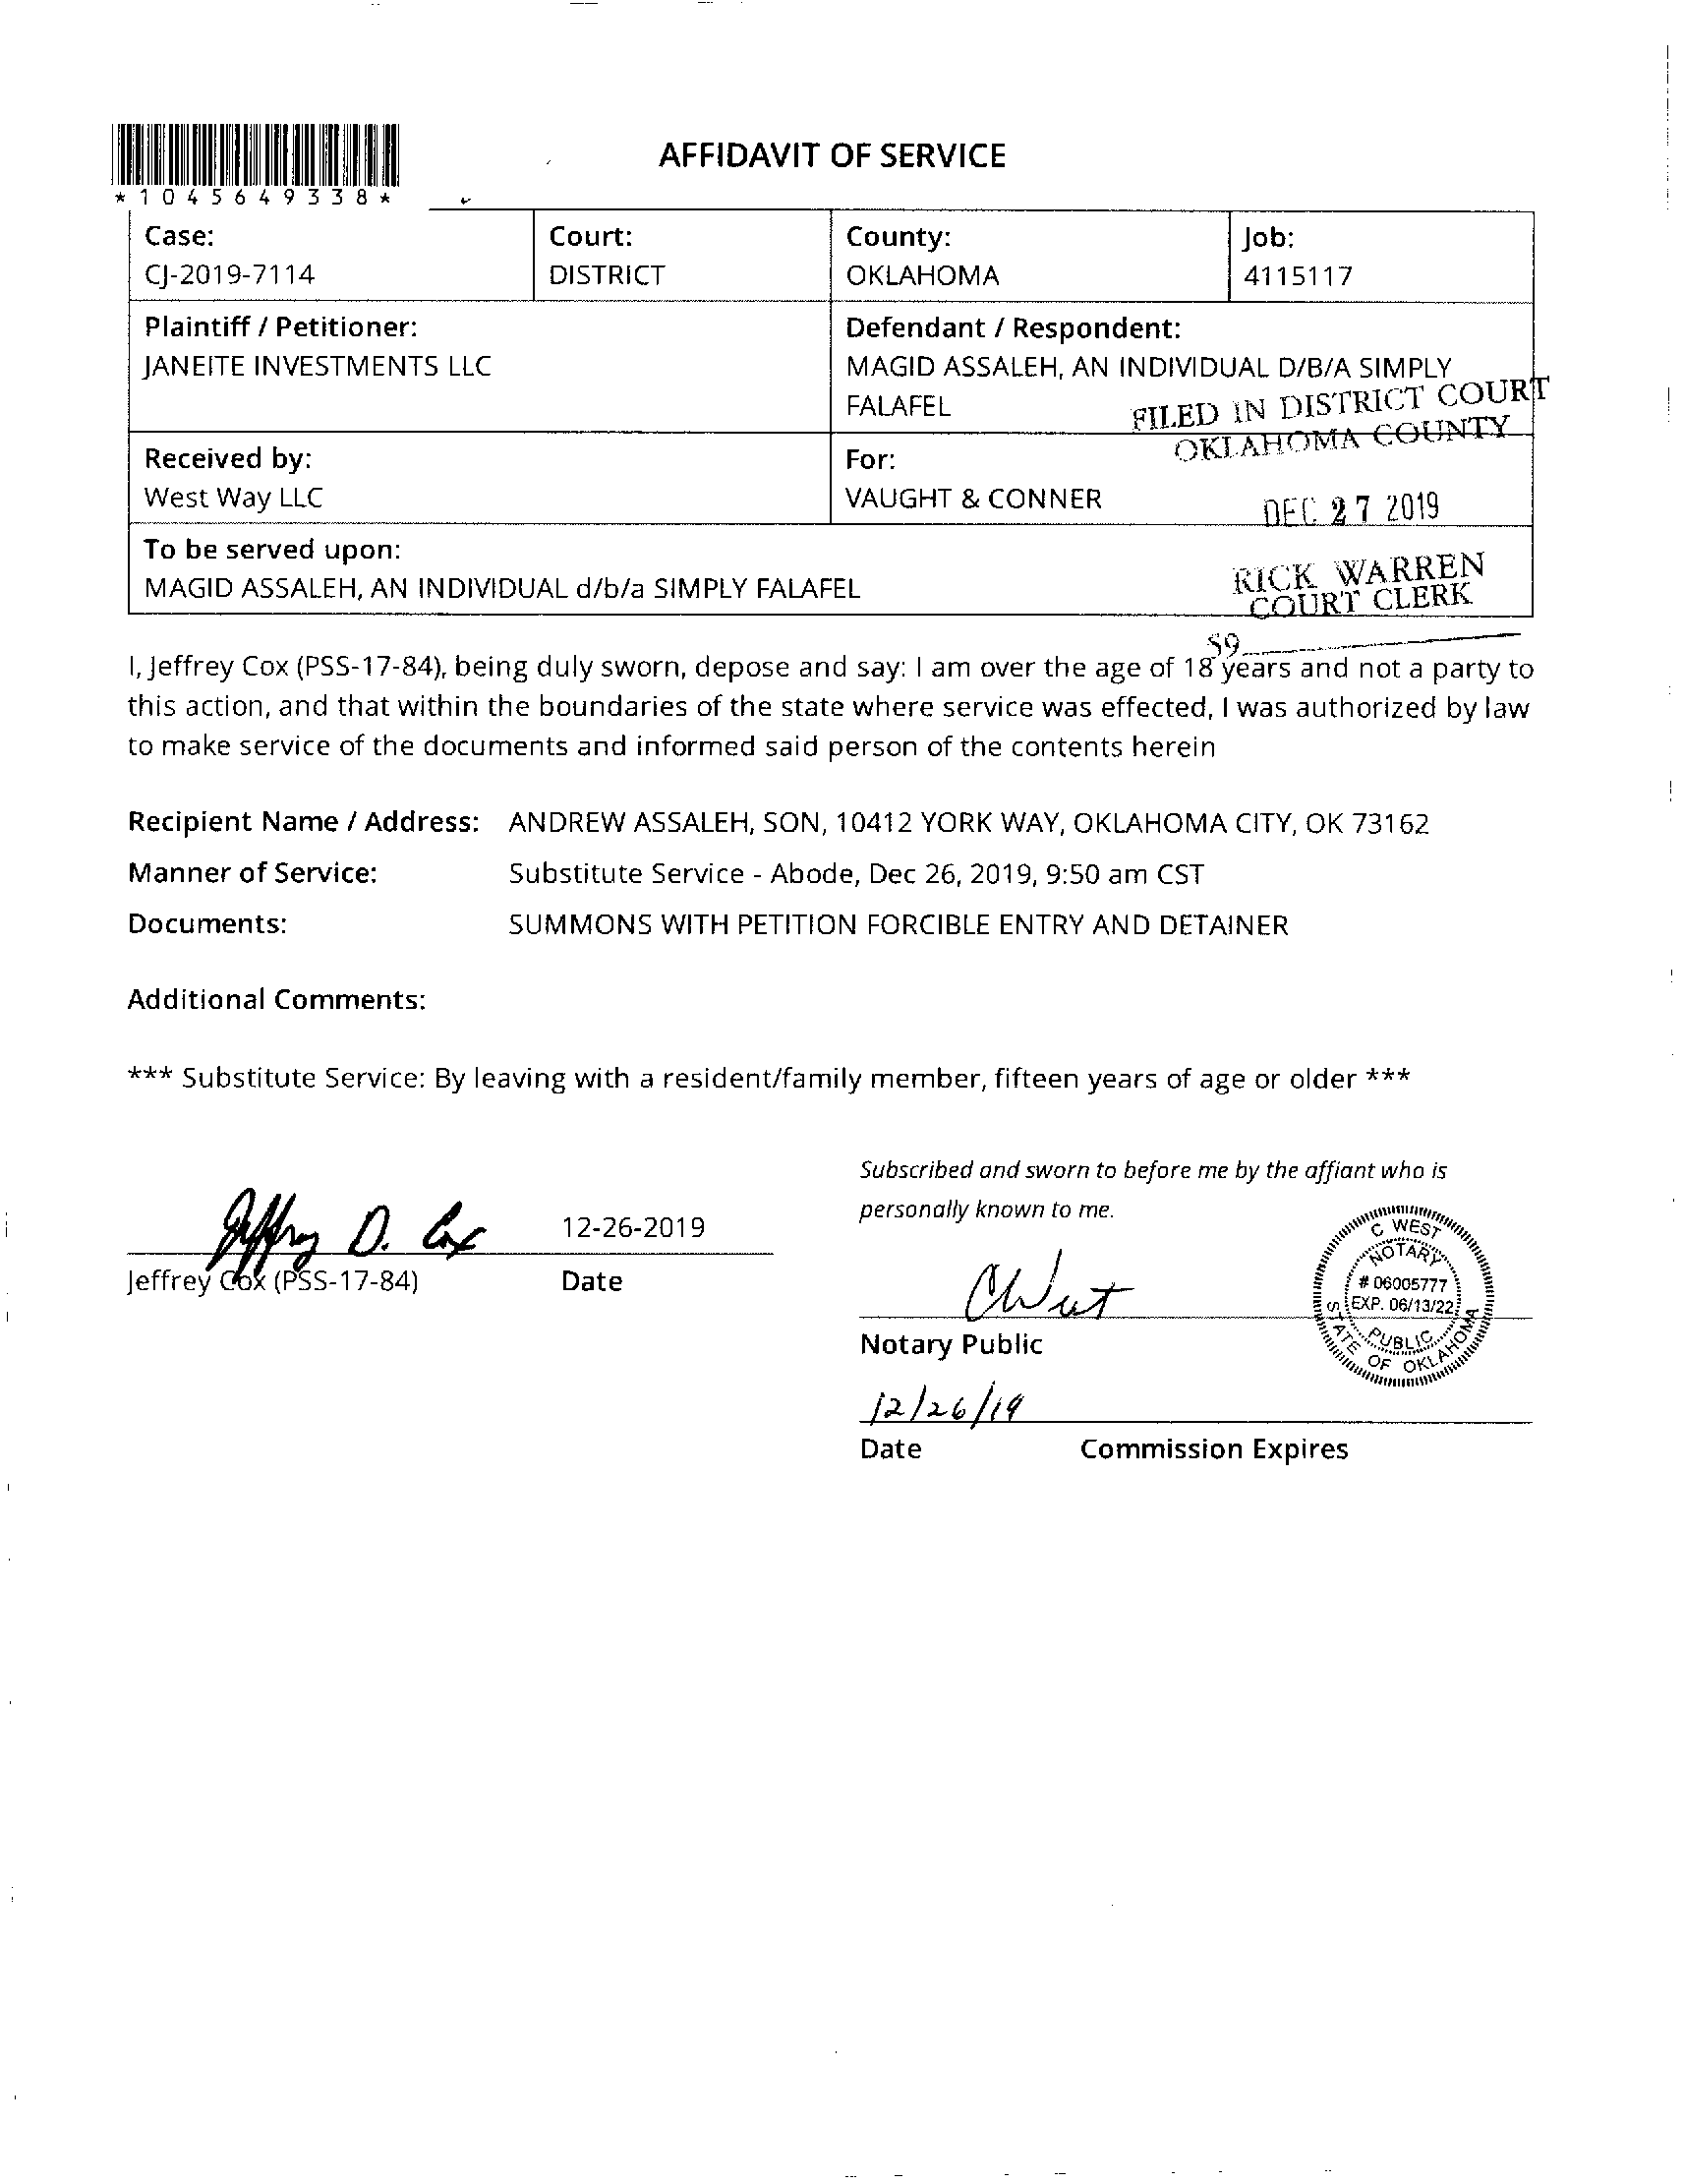 AFFIDAVIT OF SERVICE
*1045649338*
Case:
CJ-2019-7114
Court:
DISTRICT
County:
OKLAHOMA
Job:
4115117
Plaintiff / Petitioner:
JANEITE INVESTMENTS LLC
Defendant / Respondent:
MAGID ASSALEH, AN INDIVIDUAL D/B/A SIMPLY
FALAFEL
FILED IN DISTRICT COURT
OKLAHOMA COUNTY
Received by:
West Way LLC
For:
VAUGHT & CONNER
DEC 27 2019
To be served upon:
MAGID ASSALEH, AN INDIVIDUAL d/b/a SIMPLY FALAFEL
RICK WARREN
COURT CLERK
59
I, Jeffrey Cox (PSS-17-84), being duly sworn, depose and say: I am over the age of 18 years and not a party to
this action, and that within the boundaries of the state where service was effected, I was authorized by law
to make service of the documents and informed said person of the contents herein
Recipient Name / Address: ANDREW ASSALEH, SON, 10412 YORK WAY, OKLAHOMA CITY, OK 73162
Manner of Service: Substitute Service - Abode, Dec 26, 2019, 9:50 am CST
Documents: SUMMONS WITH PETITION FORCIBLE ENTRY AND DETAINER
Additional Comments:
*** Substitute Service: By leaving with a resident/family member, fifteen years of age or older ***
Jeffrey D. Cox 12-26-2019
Jeffrey Cox (PSS-17-84) Date
Subscribed and sworn to before me by the affiant who is
personally known to me.
C West
Notary Public
C WEST
NOTARY
# 06005777
EXP. 06/13/22
PUBLIC
STATE OF OKLAHOMA
12/26/19
Date Commission Expires